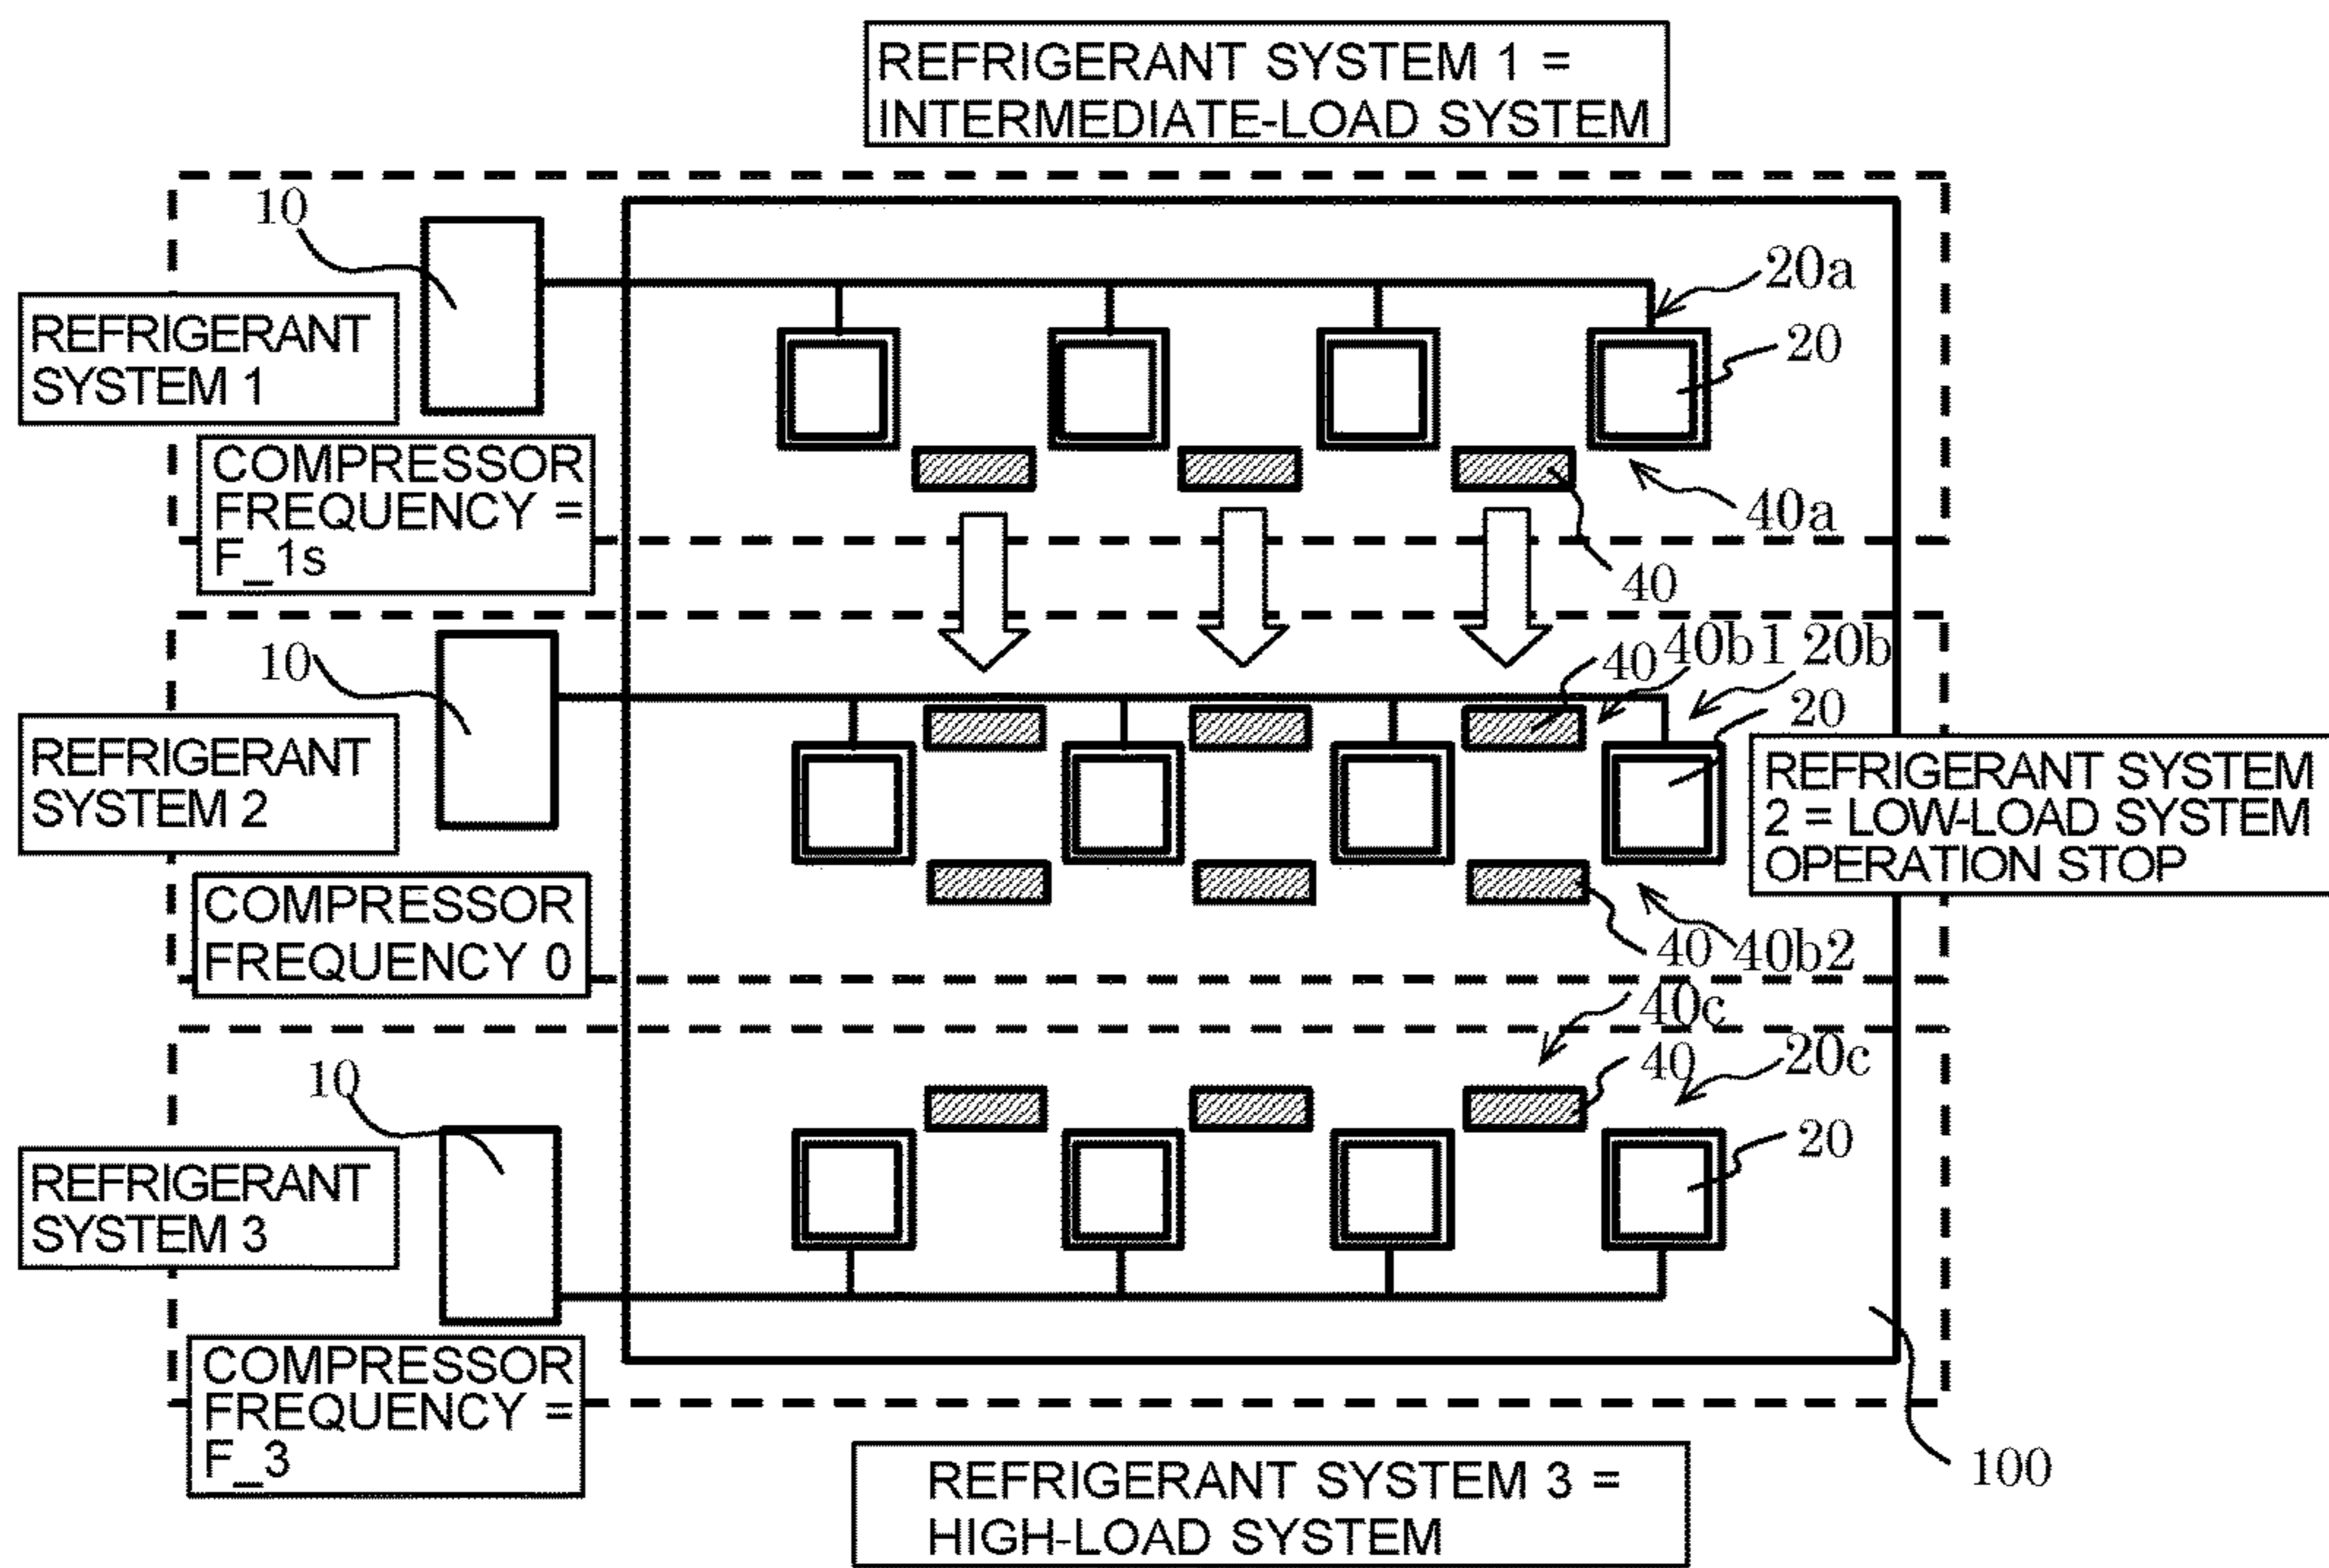 REFRIGERANT SYSTEM 1 =
INTERMEDIATE-LOAD SYSTEM
10
20a
REFRIGERANT
SYSTEM 1
20
COMPRESSOR
FREQUENCY =
F_1s
40a
40
10
40
40b1
20b
20
REFRIGERANT
SYSTEM 2
REFRIGERANT SYSTEM
2 = LOW-LOAD SYSTEM
OPERATION STOP
COMPRESSOR
FREQUENCY 0
40
40b2
40c
10
40
20c
20
REFRIGERANT
SYSTEM 3
COMPRESSOR
FREQUENCY =
F_3
100
REFRIGERANT SYSTEM 3 =
HIGH-LOAD SYSTEM